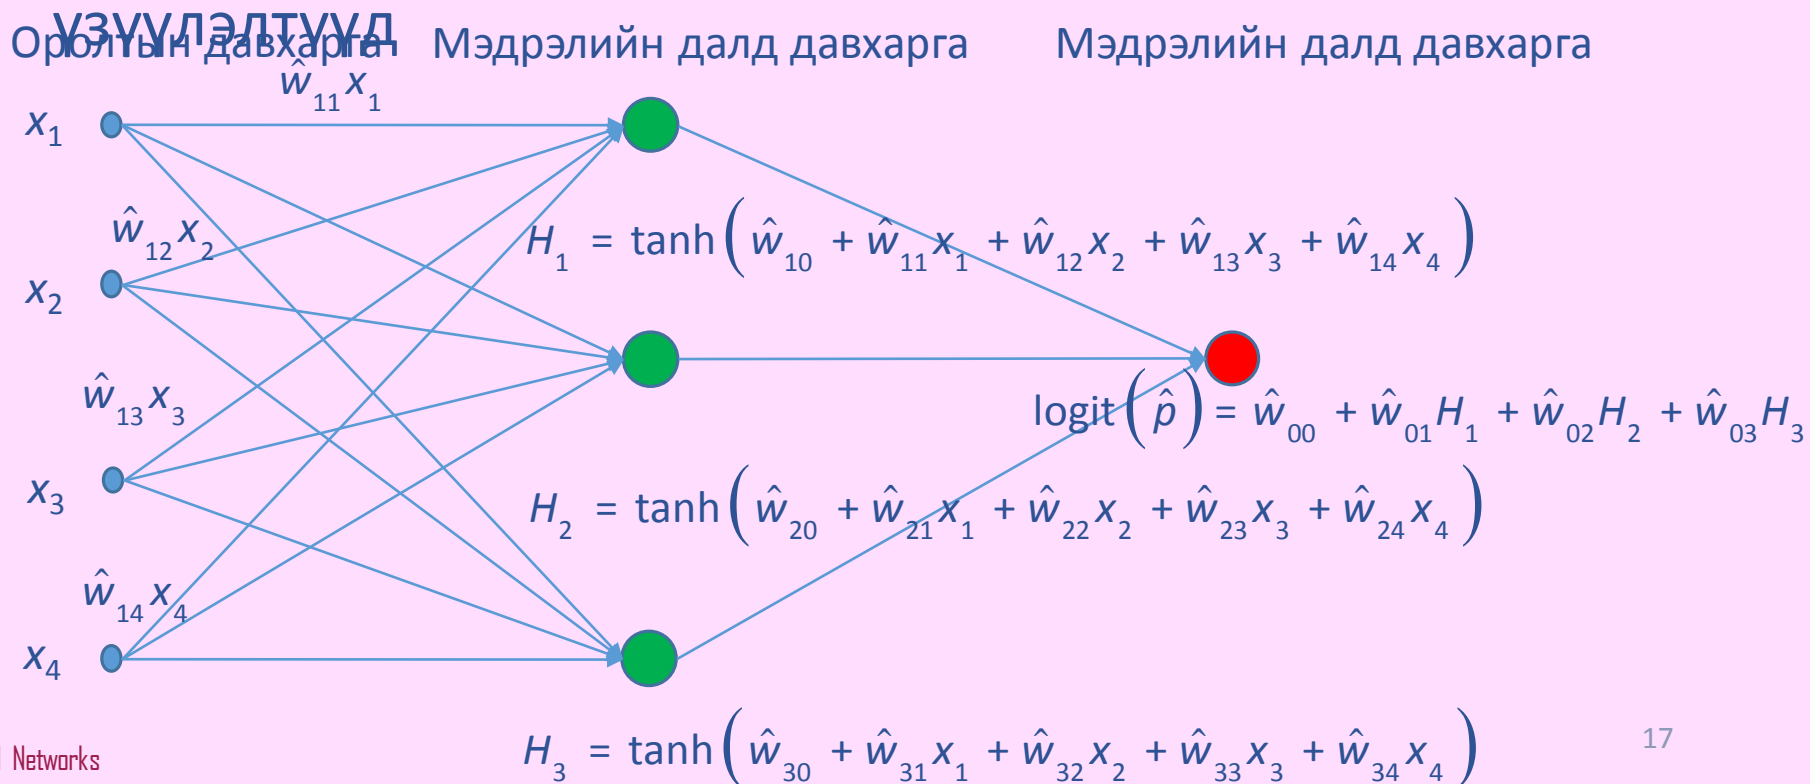 үзүүлэлтүүд
Оролтын давхарга Мэдрэлийн далд давхарга Мэдрэлийн далд давхарга
ŵ₁₁x₁
x₁
ŵ₁₂x₂
H₁ = tanh(ŵ₁₀ + ŵ₁₁x₁ + ŵ₁₂x₂ + ŵ₁₃x₃ + ŵ₁₄x₄)
x₂
ŵ₁₃x₃
logit(p̂) = ŵ₀₀ + ŵ₀₁H₁ + ŵ₀₂H₂ + ŵ₀₃H₃
x₃
H₂ = tanh(ŵ₂₀ + ŵ₂₁x₁ + ŵ₂₂x₂ + ŵ₂₃x₃ + ŵ₂₄x₄)
ŵ₁₄x₄
x₄
H₃ = tanh(ŵ₃₀ + ŵ₃₁x₁ + ŵ₃₂x₂ + ŵ₃₃x₃ + ŵ₃₄x₄)
Networks
17